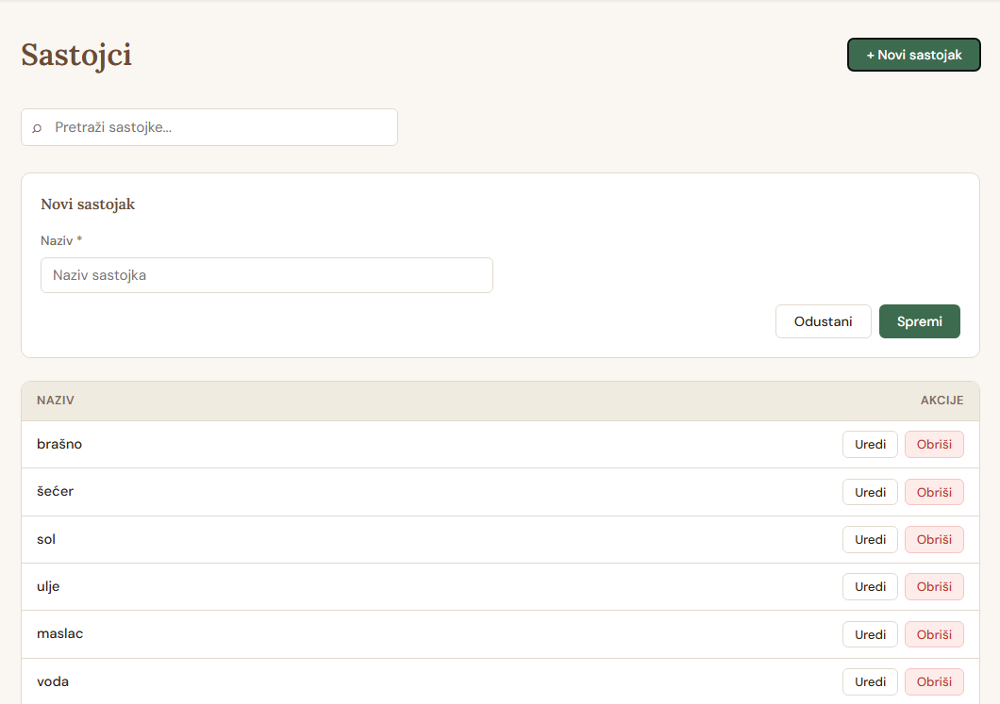 Sastojci
+ Novi sastojak
Pretraži sastojke...
Novi sastojak
Naziv *
Naziv sastojka
Odustani Spremi
NAZIV AKCIJE
brašno Uredi Obriši
šećer Uredi Obriši
sol Uredi Obriši
ulje Uredi Obriši
maslac Uredi Obriši
voda Uredi Obriši